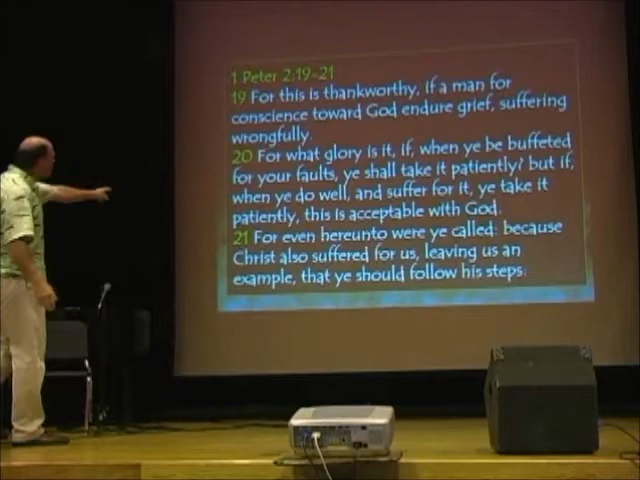 1 Peter 2:19-21
19 For this is thankworthy, if a man for
conscience toward God endure grief, suffering
wrongfully.
20 For what glory is it, if, when ye be buffeted
for your faults, ye shall take it patiently? but if,
when ye do well, and suffer for it, ye take it
patiently, this is acceptable with God.
21 For even hereunto were ye called: because
Christ also suffered for us, leaving us an
example, that ye should follow his steps: